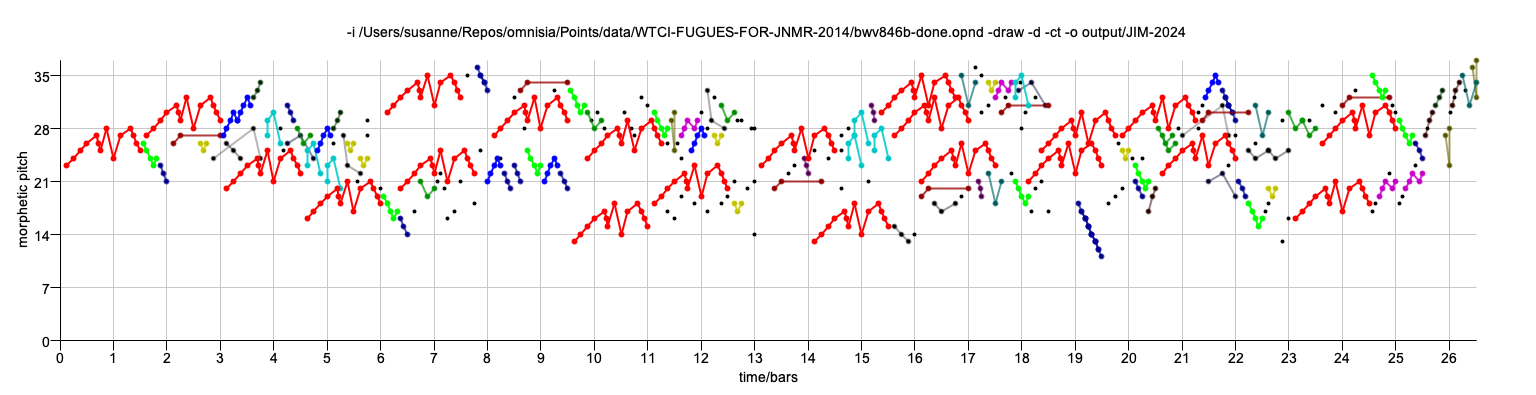 -i /Users/susanne/Repos/omnisia/Points/data/WTCI-FUGUES-FOR-JNMR-2014/bwv846b-done.opnd -draw -d -ct -o output/JIM-2024
morphetic pitch
35
28
21
14
7
0
0 1 2 3 4 5 6 7 8 9 10 11 12 13 14 15 16 17 18 19 20 21 22 23 24 25 26
time/bars